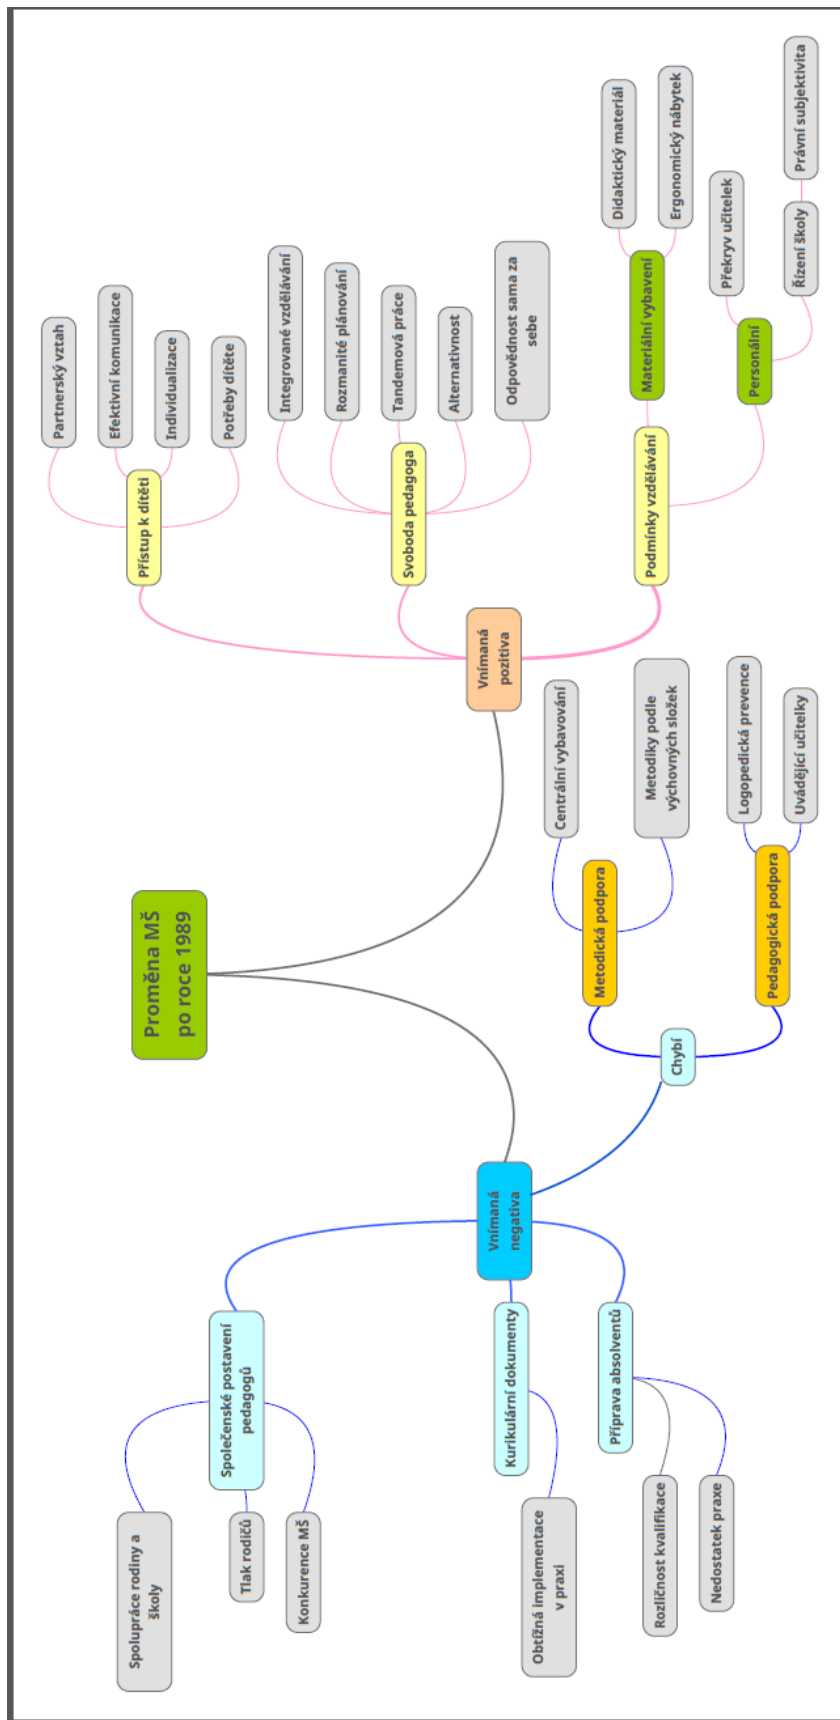 Proměna MŠ
po roce 1989
Vnímaná
negativa
Společenské postavení
pedagogů
Spolupráce rodiny a
školy
Tlak rodičů
Konkurence MŠ
Kurikulární dokumenty
Obtížná implementace
v praxi
Příprava absolventů
Rozličnost kvalifikace
Nedostatek praxe
Chybí
Metodická podpora
Centrální vybavování
Metodiky podle
výchovných složek
Pedagogická podpora
Logopedická prevence
Uvádějící učitelky
Vnímaná
pozitiva
Přístup k dítěti
Partnerský vztah
Efektivní komunikace
Individualizace
Potřeby dítěte
Svoboda pedagoga
Integrované vzdělávání
Rozmanité plánování
Tandemová práce
Alternativnost
Odpovědnost sama za
sebe
Podmínky vzdělávání
Materiální vybavení
Didaktický materiál
Ergonomický nábytek
Personální
Překryv učitelek
Řízení školy
Právní subjektivita